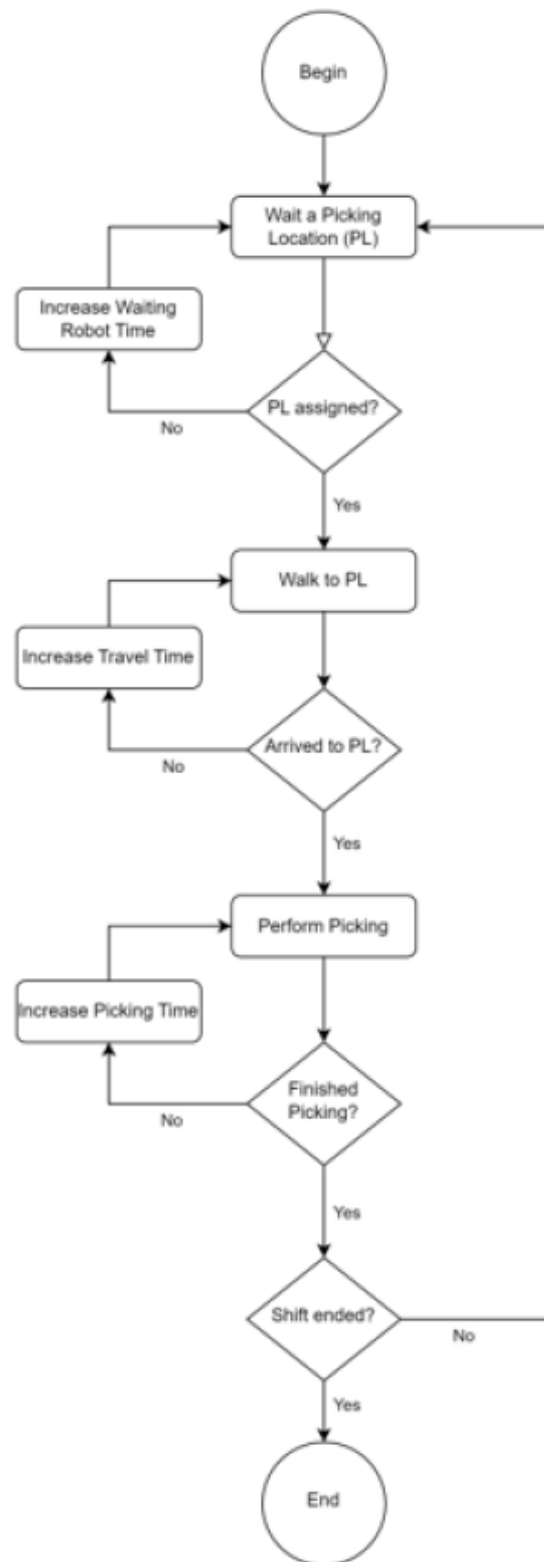 Begin
Wait a Picking
Location (PL)
Increase Waiting
Robot Time
PL assigned?
No
Yes
Walk to PL
Increase Travel Time
Arrived to PL?
No
Yes
Perform Picking
Increase Picking Time
Finished
Picking?
No
Yes
Shift ended?
No
Yes
End